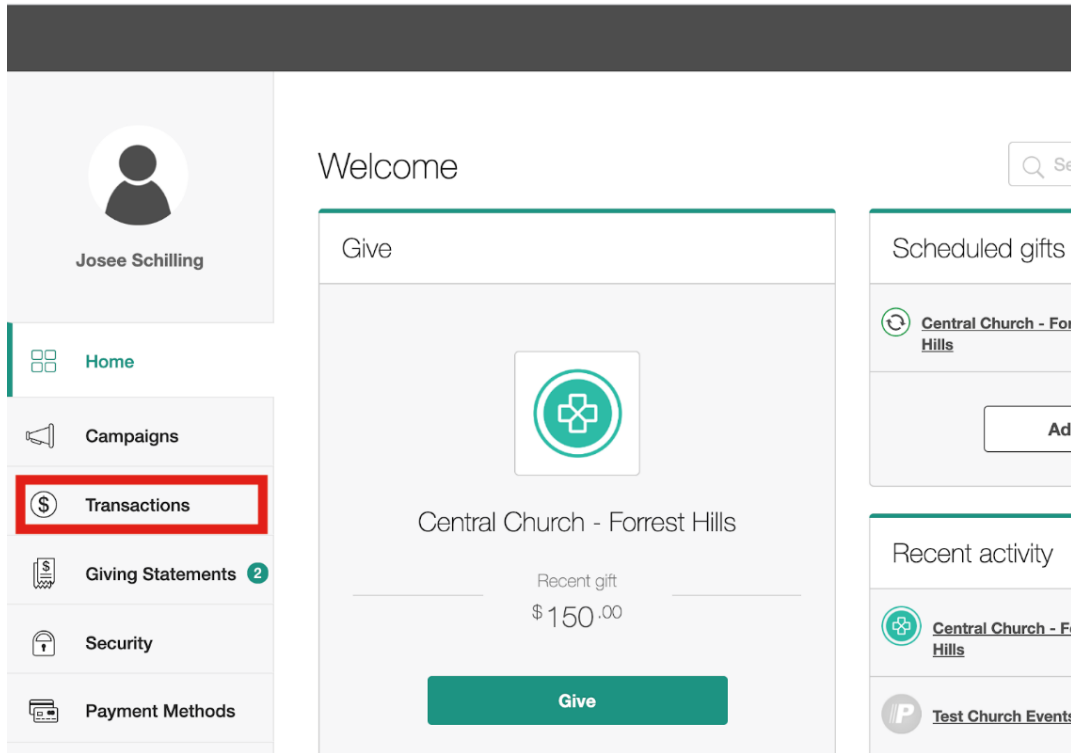 Josee Schilling
Home
Campaigns
$ Transactions
$ Giving Statements 2
Security
Payment Methods
Welcome
Give
Central Church - Forrest Hills
Recent gift
$150.00
Give
Scheduled gifts
Central Church - For
Hills
Ad
Recent activity
Central Church - Fo
Hills
P Test Church Events